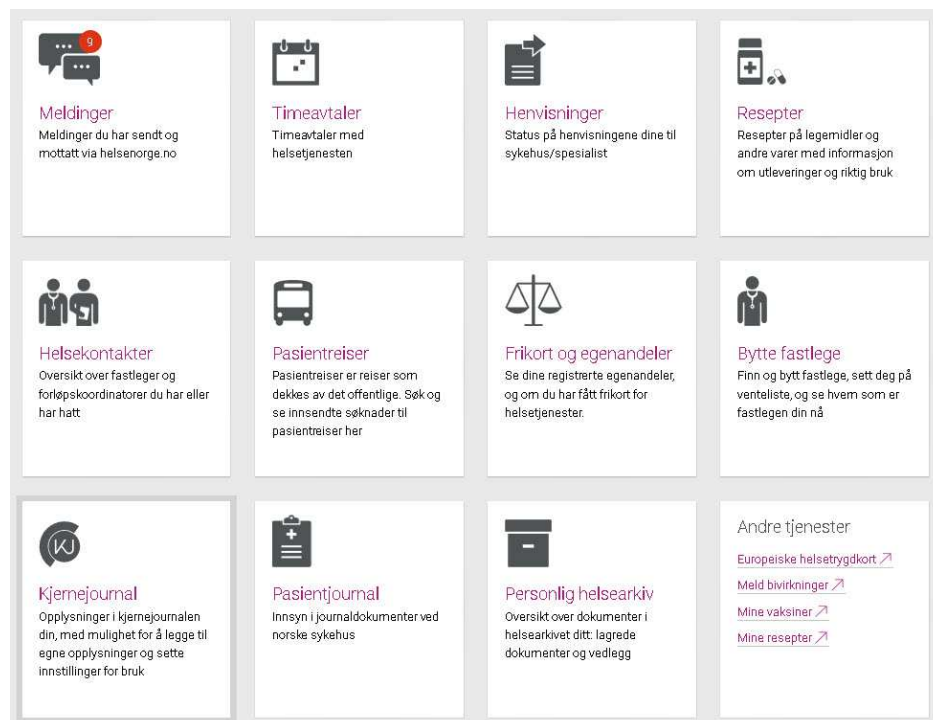 9
Meldinger
Meldinger du har sendt og
mottatt via helsenorge.no
Timeavtaler
Timeavtaler med
helsetjenesten
Henvisninger
Status på henvisningene dine til
sykehus/spesialist
Resepter
Resepter på legemidler og
andre varer med informasjon
om utleveringer og riktig bruk
Helsekontakter
Oversikt over fastleger og
forløpskoordinatorer du har eller
har hatt
Pasientreiser
Pasientreiser er reiser som
dekkes av det offentlige. Søk og
se innsendte søknader til
pasientreiser her
Frikort og egenandeler
Se dine registrerte egenandeler,
og om du har fått frikort for
helsetjenester.
Bytte fastlege
Finn og bytt fastlege, sett deg på
venteliste, og se hvem som er
fastlegen din nå
KJ
Kjernejournal
Opplysninger i kjernejournalen
din, med mulighet for å legge til
egne opplysninger og sette
innstillinger for bruk
Pasientjournal
Innsyn i journaldokumenter ved
norske sykehus
Personlig helsearkiv
Oversikt over dokumenter i
helsearkivet ditt: lagrede
dokumenter og vedlegg
Andre tjenester
Europeiske helsetrygdkort
Meld bivirkninger
Mine vaksiner
Mine resepter